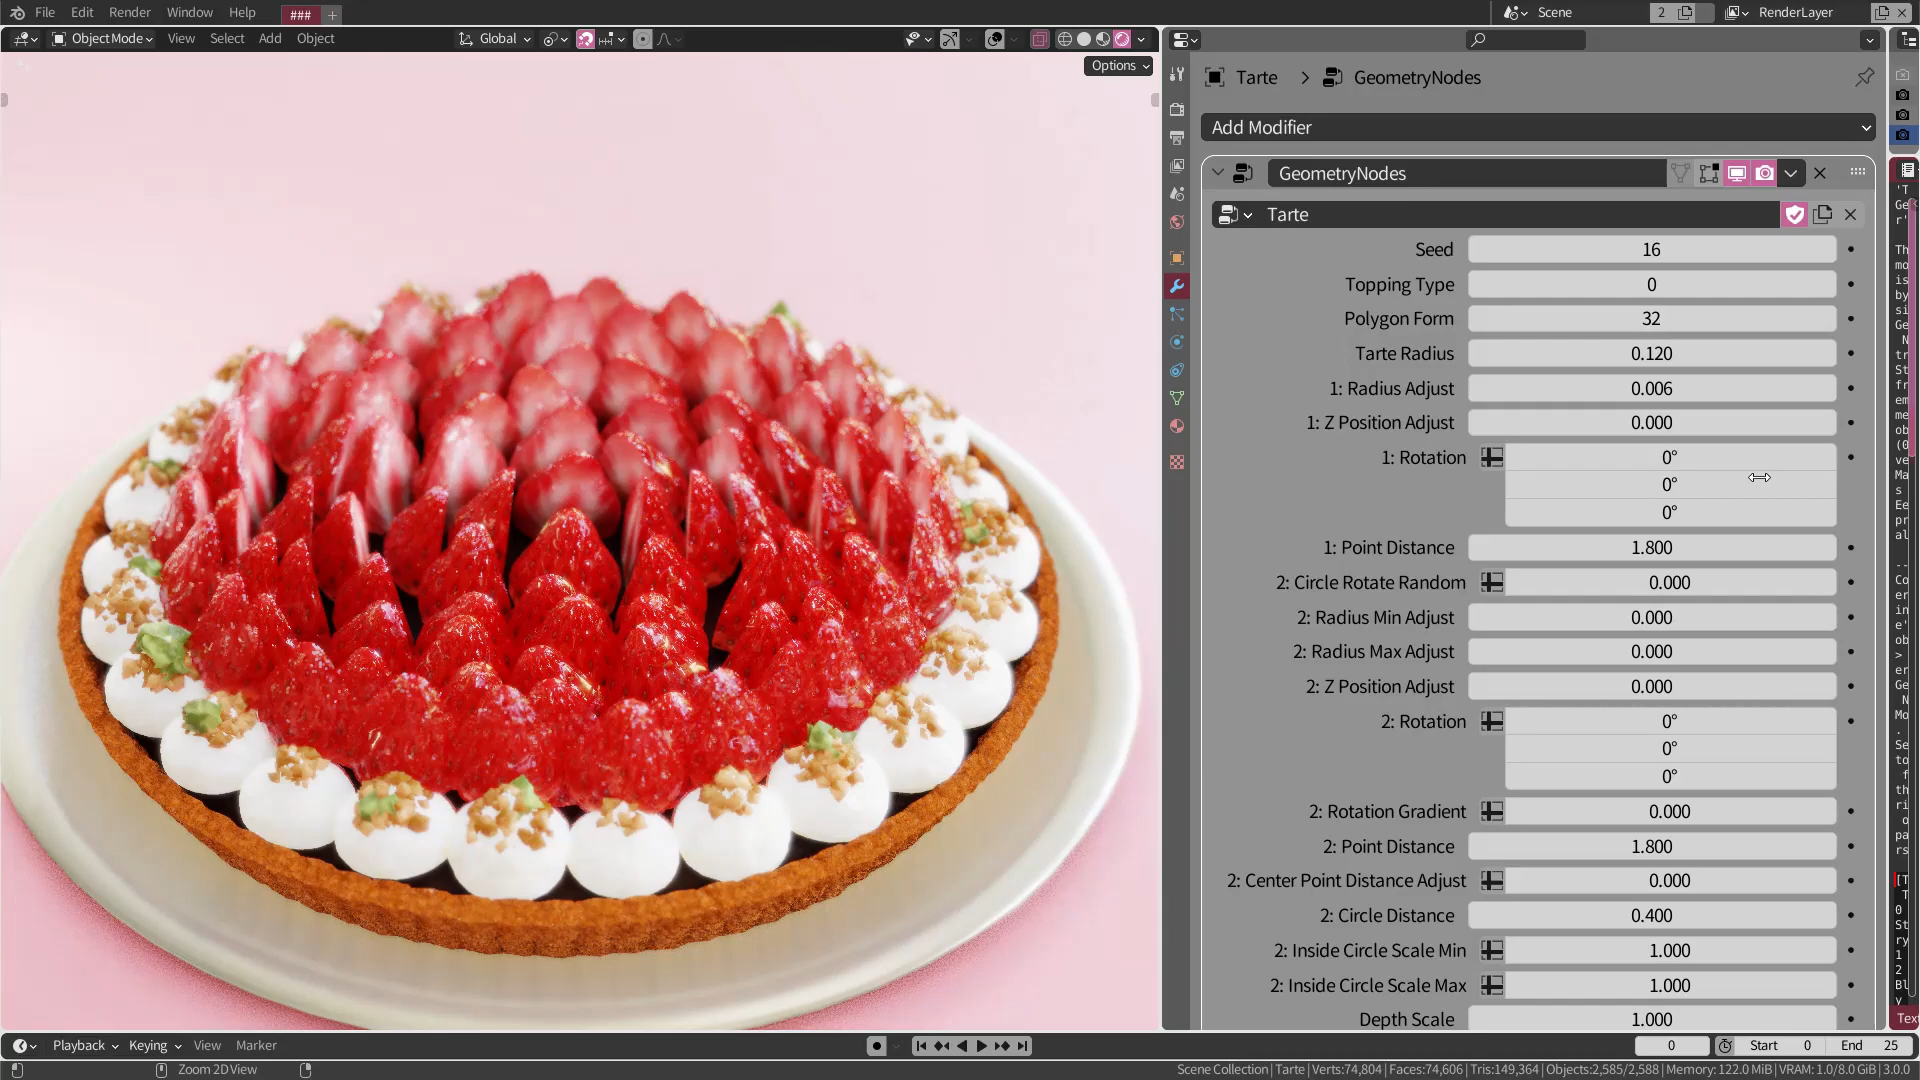 File Edit Render Window Help ### + Scene 2 RenderLayer
Object Mode View Select Add Object Global
Options
Tarte > GeometryNodes
Add Modifier
GeometryNodes
Tarte
Seed 16
Topping Type 0
Polygon Form 32
Tarte Radius 0.120
1: Radius Adjust 0.006
1: Z Position Adjust 0.000
1: Rotation 0°
0°
0°
1: Point Distance 1.800
2: Circle Rotate Random 0.000
2: Radius Min Adjust 0.000
2: Radius Max Adjust 0.000
2: Z Position Adjust 0.000
2: Rotation 0°
0°
0°
2: Rotation Gradient 0.000
2: Point Distance 1.800
2: Center Point Distance Adjust 0.000
2: Circle Distance 0.400
2: Inside Circle Scale Min 1.000
2: Inside Circle Scale Max 1.000
Depth Scale 1.000
Playback Keying View Marker 0 Start 0 End 25
Zoom 2D View Scene Collection | Tarte | Verts:74,804 | Faces:74,606 | Tris:149,364 | Objects:2,585/2,588 | Memory: 122.0 MiB | VRAM: 1.0/8.0 GiB | 3.0.0